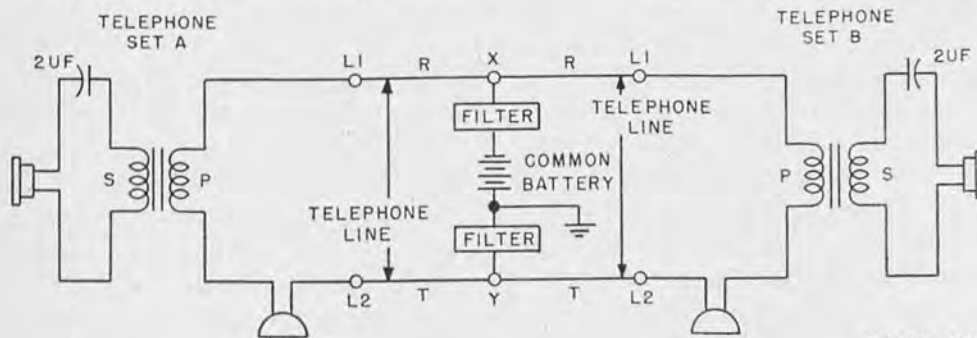 TELEPHONE
SET A
2UF
S
P
L1
R
X
R
L1
FILTER
COMMON
BATTERY
FILTER
TELEPHONE
LINE
TELEPHONE
LINE
L2
T
Y
T
L2
TELEPHONE
SET B
2UF
P
S